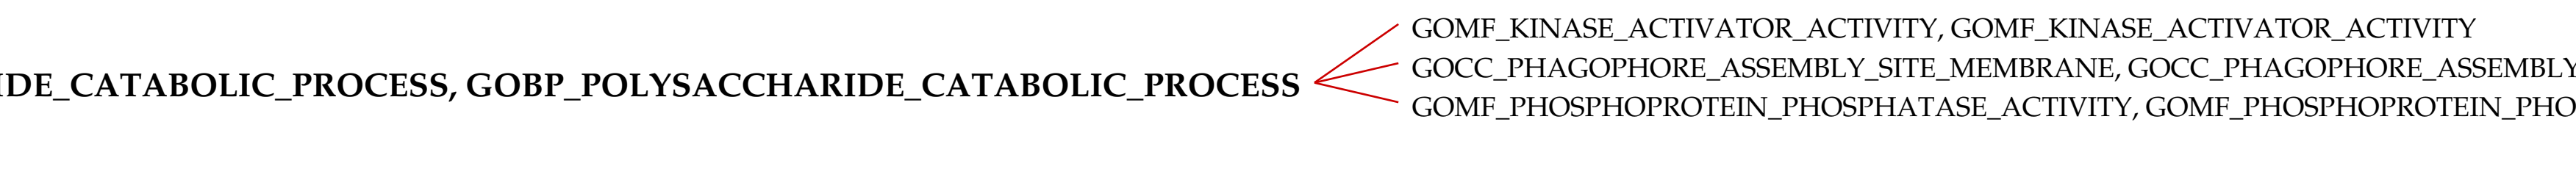 IDE_CATABOLIC_PROCESS, GOBP_POLYSACCHARIDE_CATABOLIC_PROCESS
GOMF_KINASE_ACTIVATOR_ACTIVITY, GOMF_KINASE_ACTIVATOR_ACTIVITY
GOCC_PHAGOPHORE_ASSEMBLY_SITE_MEMBRANE, GOCC_PHAGOPHORE_ASSEMBLY
GOMF_PHOSPHOPROTEIN_PHOSPHATASE_ACTIVITY, GOMF_PHOSPHOPROTEIN_PHO